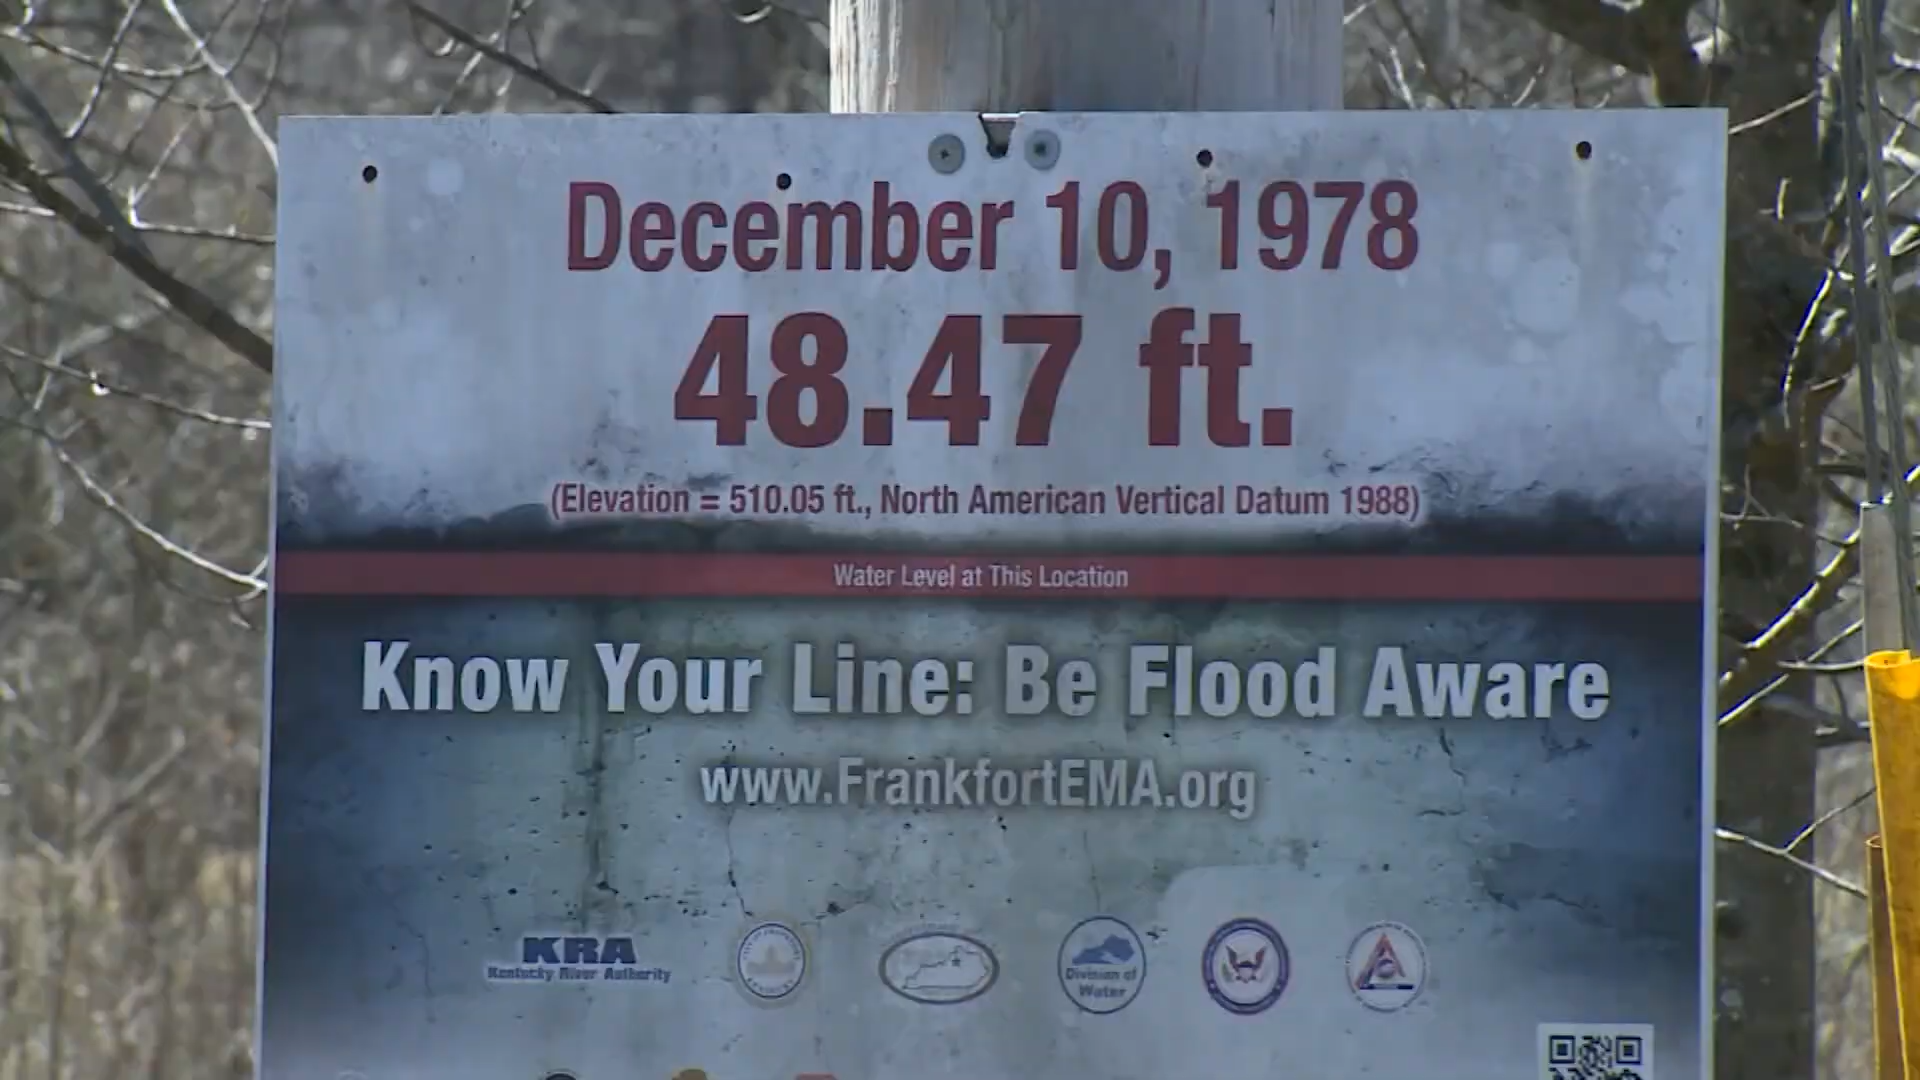 December 10, 1978
48.47 ft.
(Elevation = 510.05 ft., North American Vertical Datum 1988)
Water Level at This Location
Know Your Line: Be Flood Aware
www.FrankfortEMA.org
KRA
Kentucky River Authority
Division of
Water